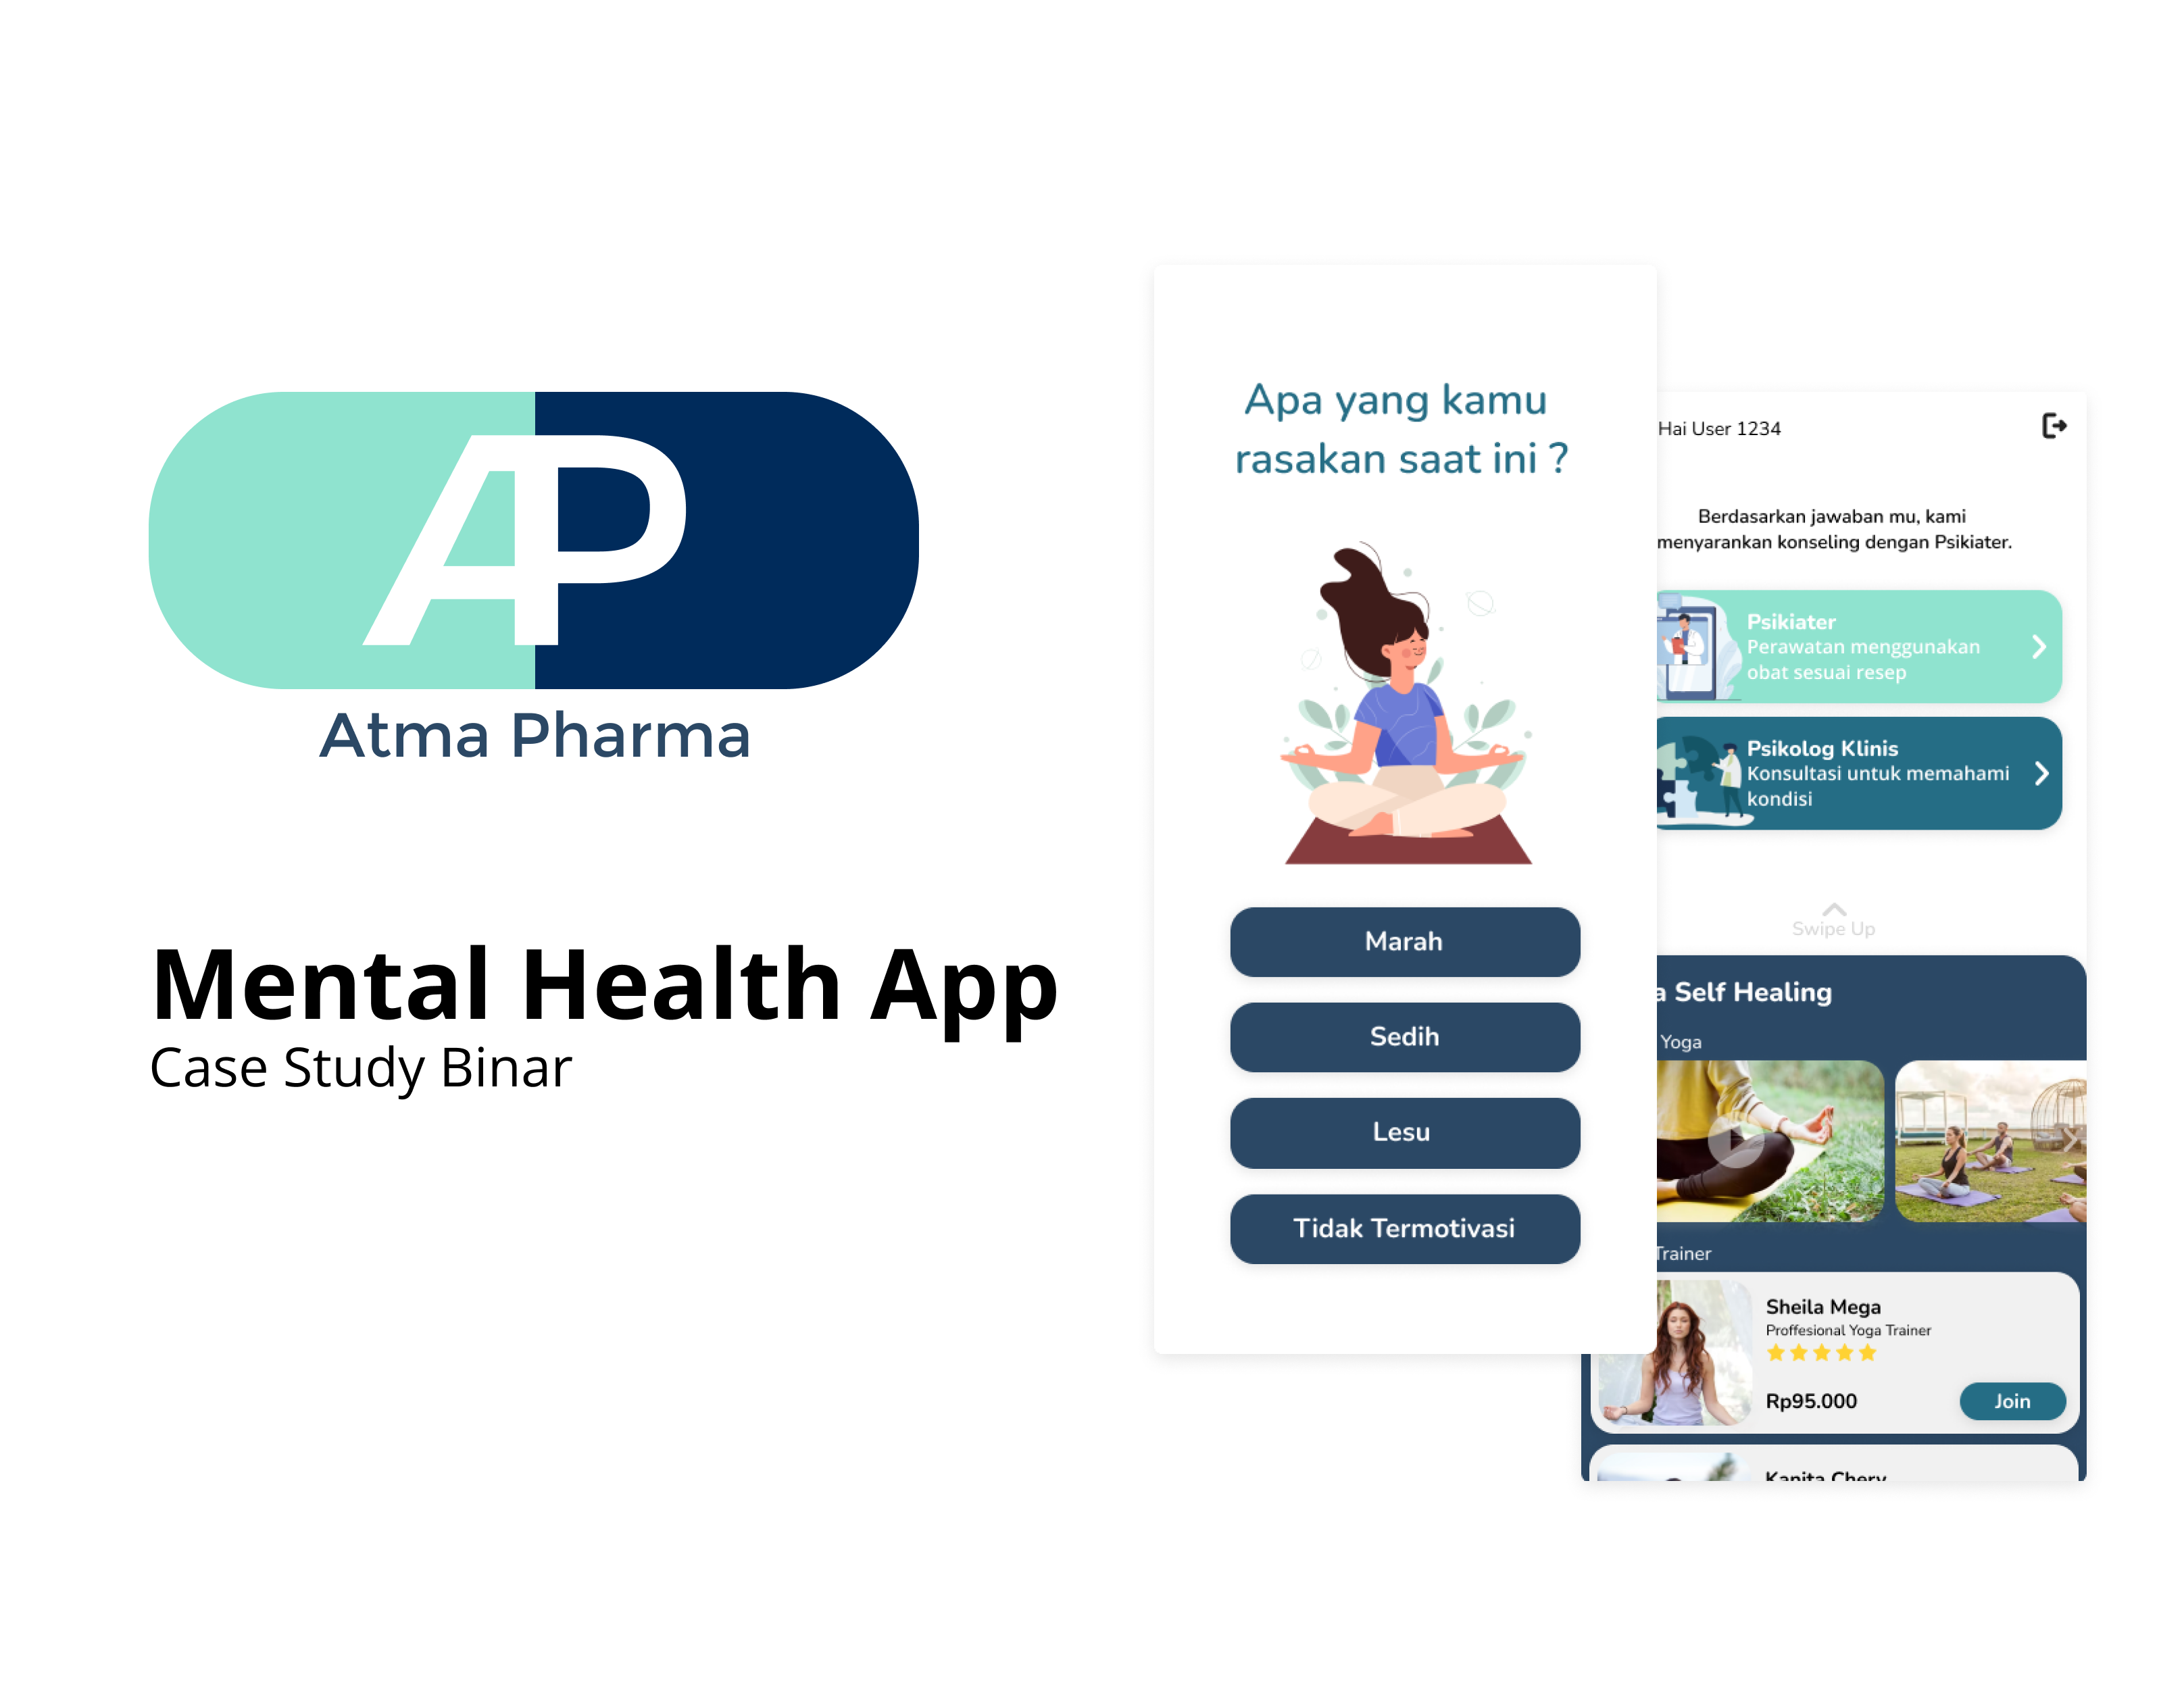 AP
Atma Pharma
Mental Health App
Case Study Binar
Apa yang kamu
rasakan saat ini ?
Marah
Sedih
Lesu
Tidak Termotivasi
Hai User 1234
Berdasarkan jawaban mu, kami
menyarankan konseling dengan Psikiater.
Psikiater
Perawatan menggunakan
obat sesuai resep
Psikolog Klinis
Konsultasi untuk memahami
kondisi
Swipe Up
a Self Healing
Yoga
Trainer
Sheila Mega
Proffesional Yoga Trainer
Rp95.000
Join
Kanita Chery